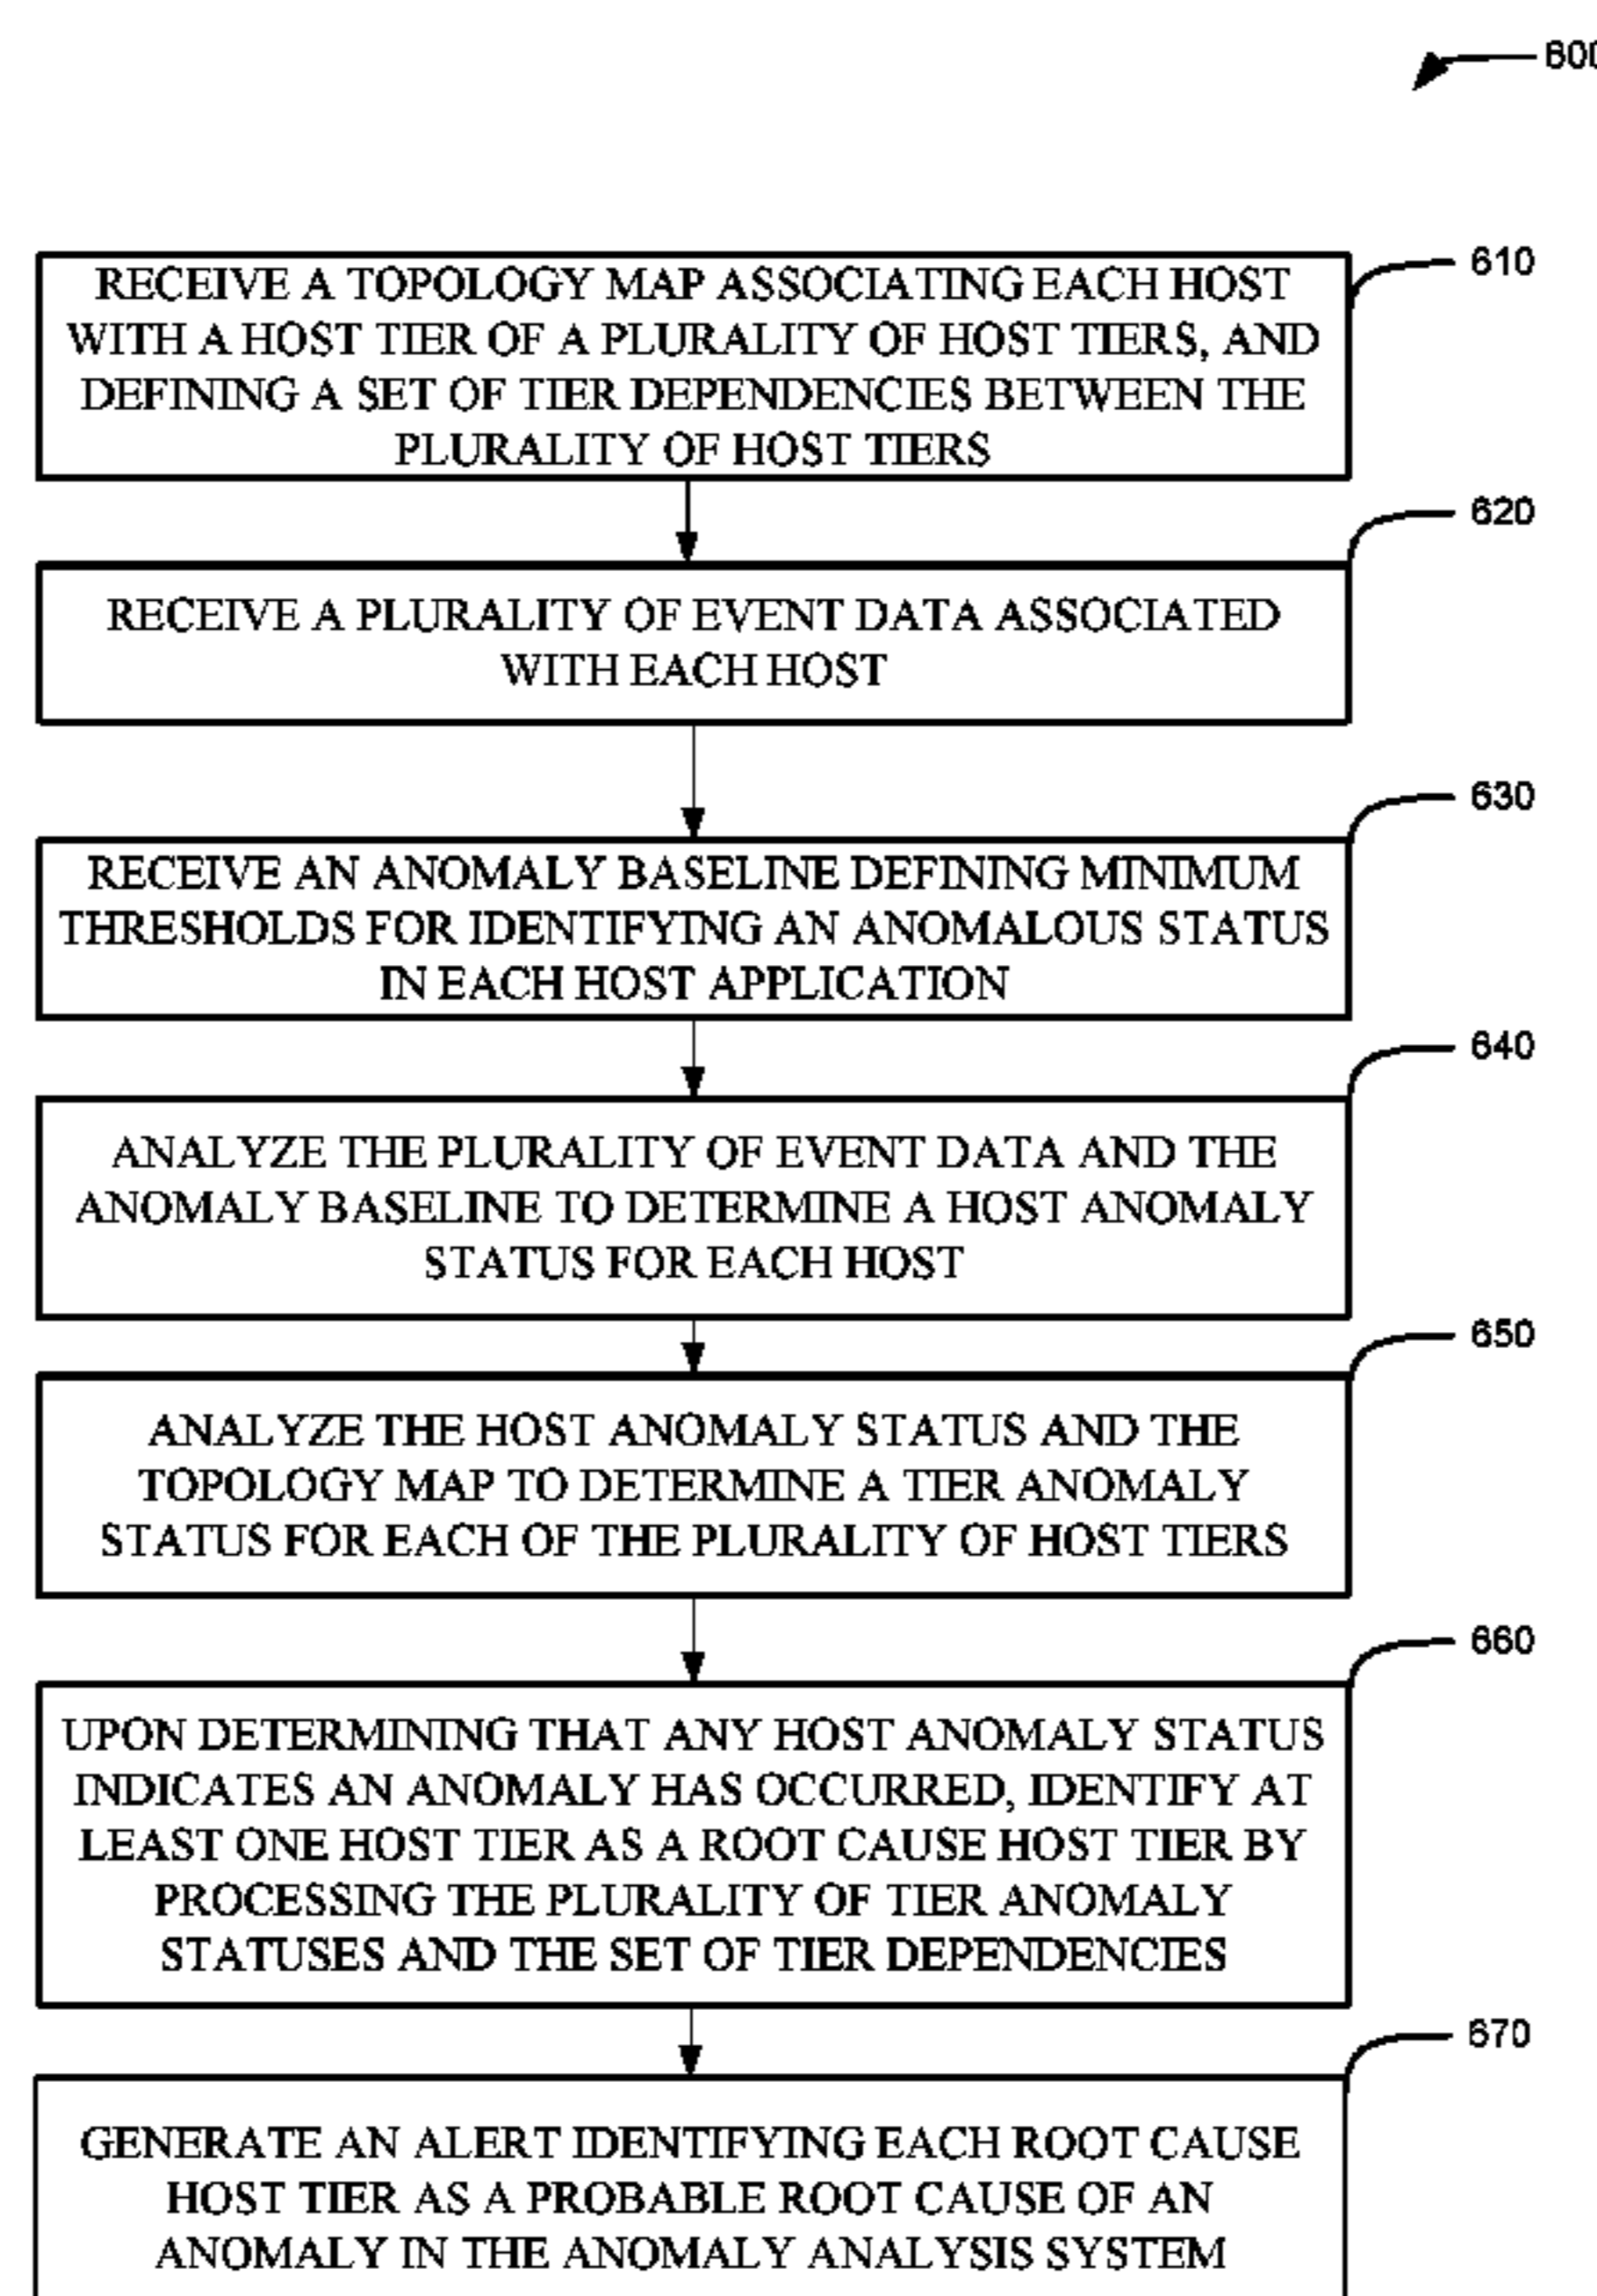 600
610
RECEIVE A TOPOLOGY MAP ASSOCIATING EACH HOST
WITH A HOST TIER OF A PLURALITY OF HOST TIERS, AND
DEFINING A SET OF TIER DEPENDENCIES BETWEEN THE
PLURALITY OF HOST TIERS
620
RECEIVE A PLURALITY OF EVENT DATA ASSOCIATED
WITH EACH HOST
630
RECEIVE AN ANOMALY BASELINE DEFINING MINIMUM
THRESHOLDS FOR IDENTIFYING AN ANOMALOUS STATUS
IN EACH HOST APPLICATION
640
ANALYZE THE PLURALITY OF EVENT DATA AND THE
ANOMALY BASELINE TO DETERMINE A HOST ANOMALY
STATUS FOR EACH HOST
650
ANALYZE THE HOST ANOMALY STATUS AND THE
TOPOLOGY MAP TO DETERMINE A TIER ANOMALY
STATUS FOR EACH OF THE PLURALITY OF HOST TIERS
660
UPON DETERMINING THAT ANY HOST ANOMALY STATUS
INDICATES AN ANOMALY HAS OCCURRED, IDENTIFY AT
LEAST ONE HOST TIER AS A ROOT CAUSE HOST TIER BY
PROCESSING THE PLURALITY OF TIER ANOMALY
STATUSES AND THE SET OF TIER DEPENDENCIES
670
GENERATE AN ALERT IDENTIFYING EACH ROOT CAUSE
HOST TIER AS A PROBABLE ROOT CAUSE OF AN
ANOMALY IN THE ANOMALY ANALYSIS SYSTEM